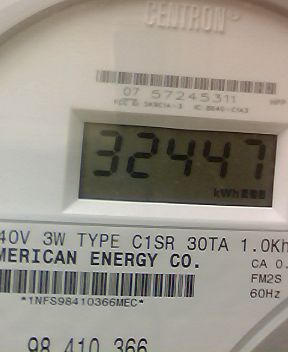 CENTRON®
07 57245311
32447
kWh
40V 3W TYPE C1SR 30TA 1.0Kh
MERICAN ENERGY CO.
CA 0.
FM2S
60Hz
*1NFS98410366MEC*
98 410 366